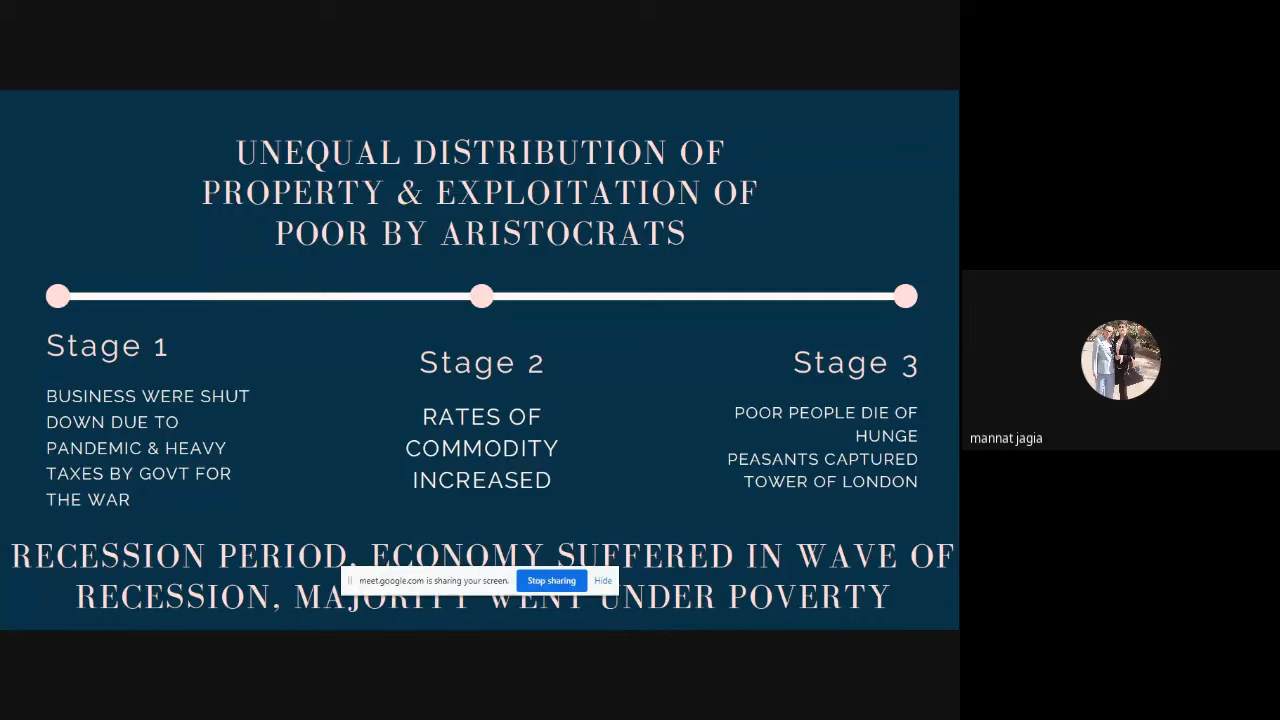 UNEQUAL DISTRIBUTION OF
PROPERTY & EXPLOITATION OF
POOR BY ARISTOCRATS
Stage 1
BUSINESS WERE SHUT
DOWN DUE TO
PANDEMIC & HEAVY
TAXES BY GOVT FOR
THE WAR
Stage 2
RATES OF
COMMODITY
INCREASED
Stage 3
POOR PEOPLE DIE OF
HUNGE
PEASANTS CAPTURED
TOWER OF LONDON
RECESSION PERIOD, ECONOMY SUFFERED IN WAVE OF
RECESSION, MAJORITY WENT UNDER POVERTY
meet.google.com is sharing your screen. Stop sharing Hide
mannat jagia